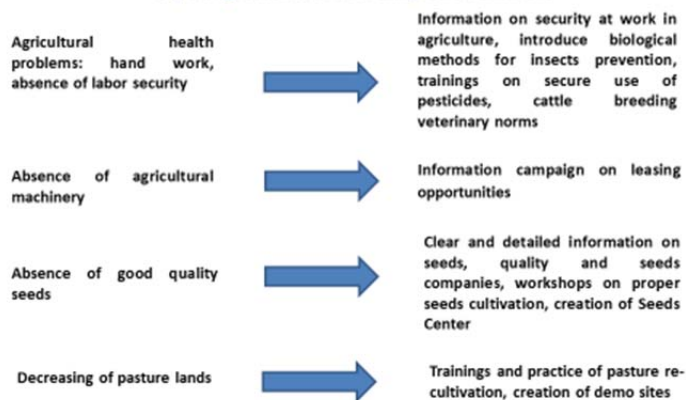 Agricultural health
problems: hand work,
absence of labor security
Information on security at work in
agriculture, introduce biological
methods for insects prevention,
trainings on secure use of
pesticides, cattle breeding
veterinary norms
Absence of agricultural
machinery
Information campaign on leasing
opportunities
Absence of good quality
seeds
Clear and detailed information on
seeds, quality and seeds
companies, workshops on proper
seeds cultivation, creation of Seeds
Center
Decreasing of pasture lands
Trainings and practice of pasture re-
cultivation, creation of demo sites